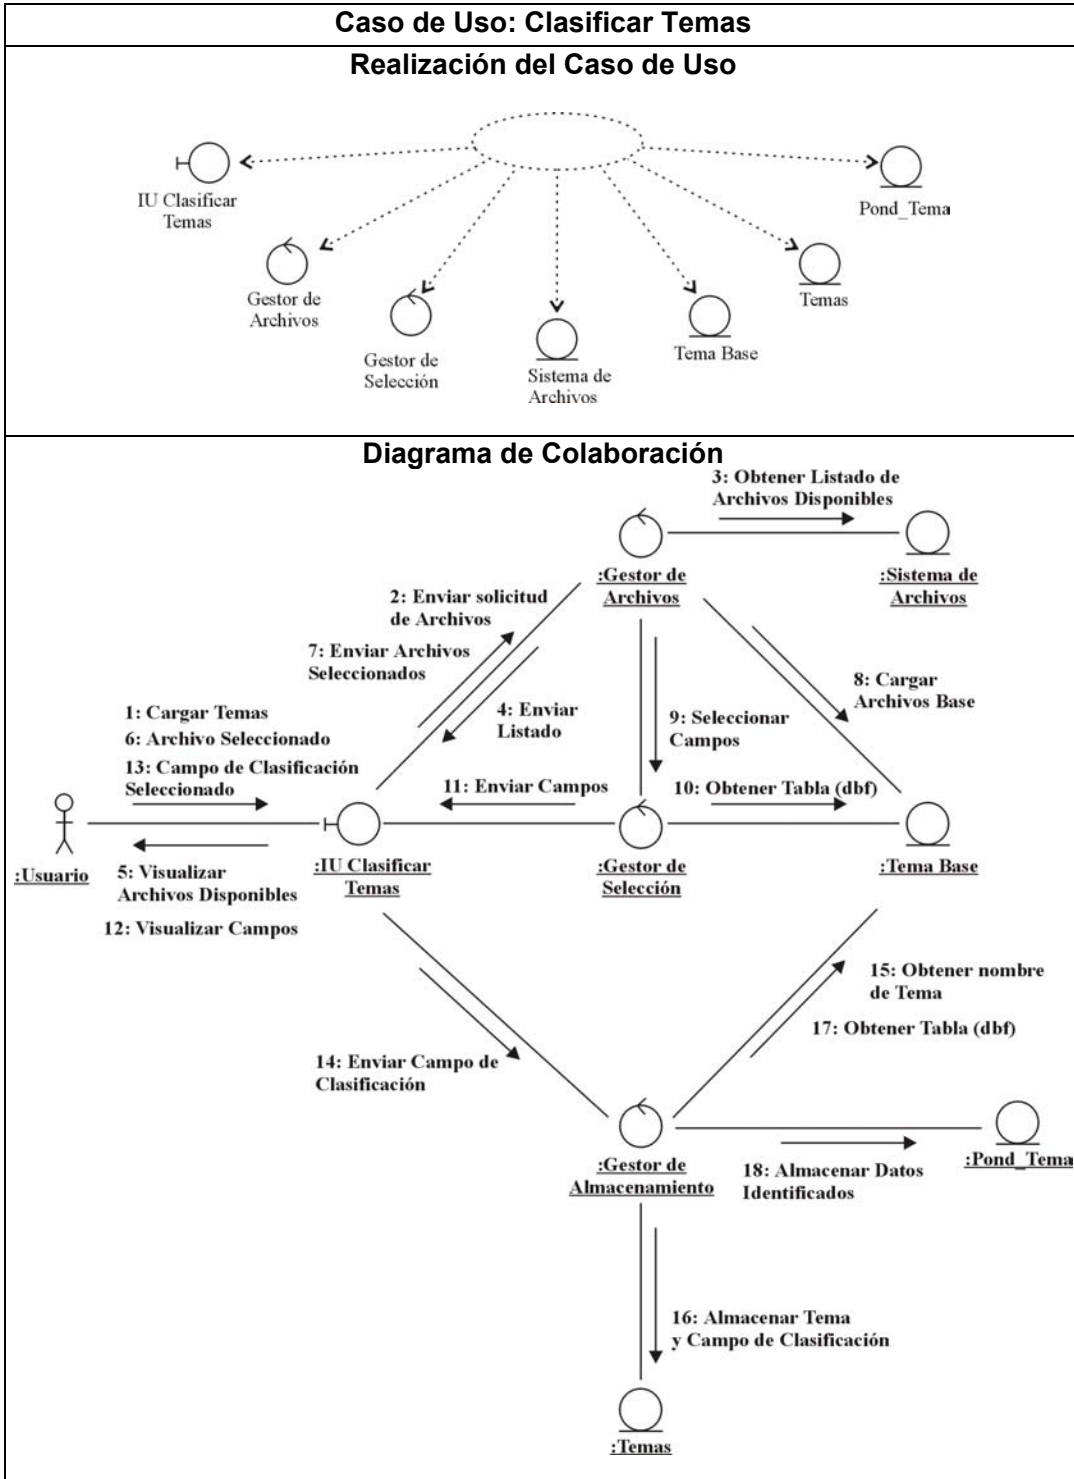 Caso de Uso: Clasificar Temas
Realización del Caso de Uso
IU Clasificar
Temas
Pond_Tema
Gestor de
Archivos
Temas
Gestor de
Selección
Tema Base
Sistema de
Archivos
Diagrama de Colaboración
3: Obtener Listado de
Archivos Disponibles
:Gestor de
Archivos
:Sistema de
Archivos
2: Enviar solicitud
de Archivos
7: Enviar Archivos
Seleccionados
4: Enviar
Listado
8: Cargar
Archivos Base
9: Seleccionar
Campos
1: Cargar Temas
6: Archivo Seleccionado
13: Campo de Clasificación
Seleccionado
11: Enviar Campos
10: Obtener Tabla (dbf)
:Usuario
:IU Clasificar
Temas
:Gestor de
Selección
:Tema Base
5: Visualizar
Archivos Disponibles
12: Visualizar Campos
15: Obtener nombre
de Tema
17: Obtener Tabla (dbf)
14: Enviar Campo de
Clasificación
:Gestor de
Almacenamiento
:Pond_Tema
18: Almacenar Datos
Identificados
16: Almacenar Tema
y Campo de Clasificación
:Temas